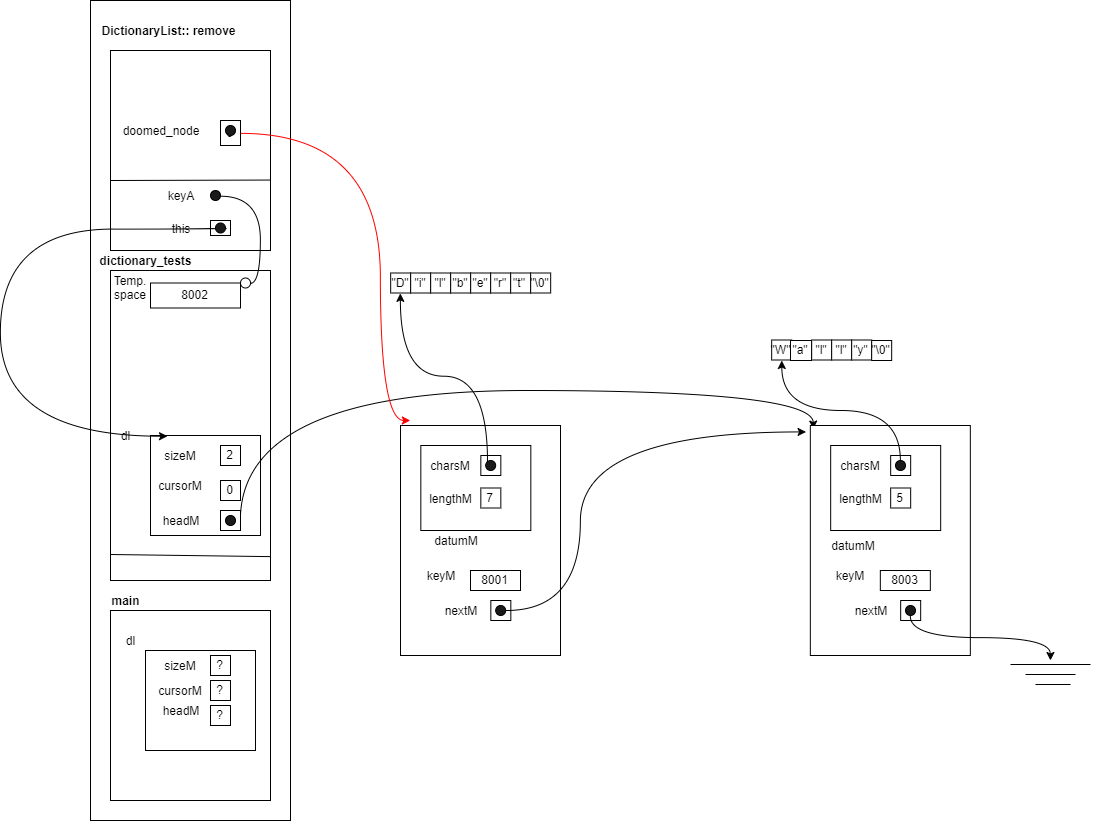 DictionaryList:: remove
doomed_node
keyA
this
dictionary_tests
Temp.
space
8002
dl
sizeM 2
cursorM 0
headM
main
dl
sizeM ?
cursorM ?
headM ?
"D" "i" "l" "b" "e" "r" "t" "\0"
charsM
lengthM 7
datumM
keyM 8001
nextM
"W" "a" "l" "l" "y" "\0"
charsM
lengthM 5
datumM
keyM 8003
nextM